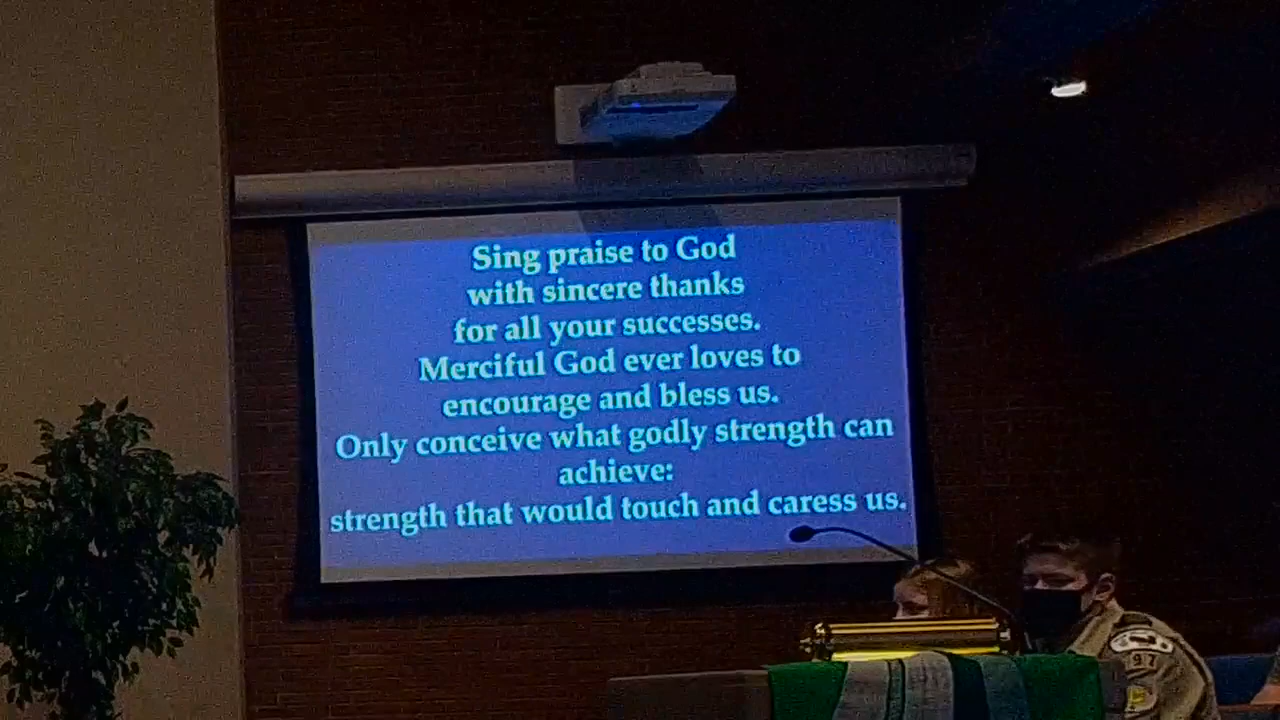 Sing praise to God
with sincere thanks
for all your successes.
Merciful God ever loves to
encourage and bless us.
Only conceive what godly strength can
achieve:
strength that would touch and caress us.
97